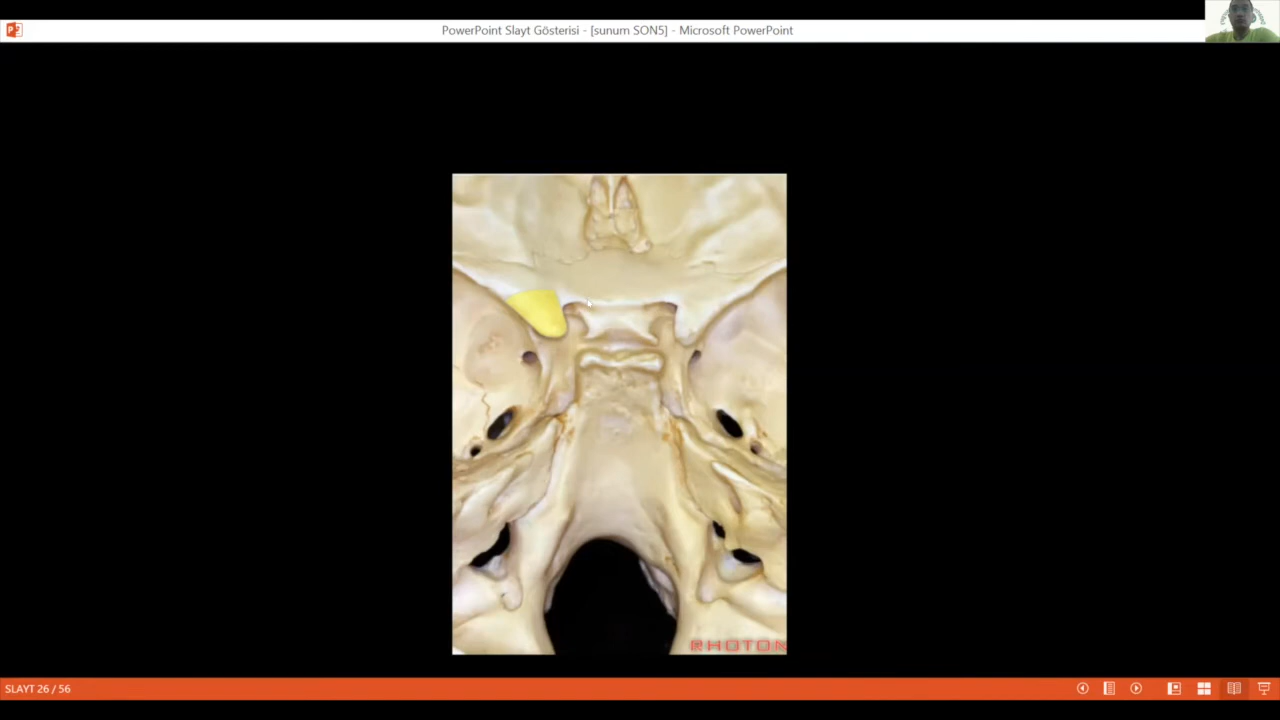 PowerPoint Slayt Gösterisi - [sunum SON5] - Microsoft PowerPoint
RHOTON
SLAYT 26 / 56